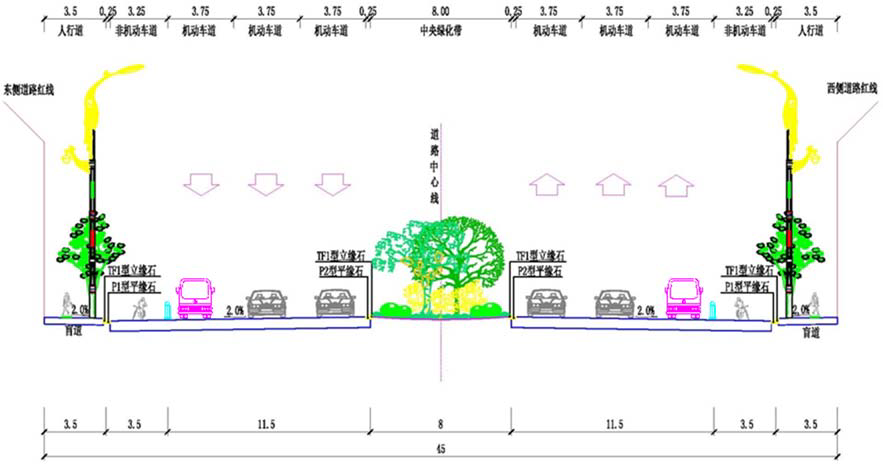 3.5 0.25 3.25 3.75 3.75 3.75 0.25 8.00 0.25 3.75 3.75 3.75 3.25 0.25 3.5
人行道 非机动车道 机动车道 机动车道 机动车道 中央绿化带 机动车道 机动车道 机动车道 非机动车道 人行道
东侧道路红线
西侧道路红线
道路中心线
TF1型立缘石
P2型平缘石
TF1型立缘石
P2型平缘石
TF1型立缘石
P1型平缘石
TF1型立缘石
P1型平缘石
2.0% 2.0% 2.0% 2.0%
盲道 盲道
3.5 3.5 11.5 8 11.5 3.5 3.5
45